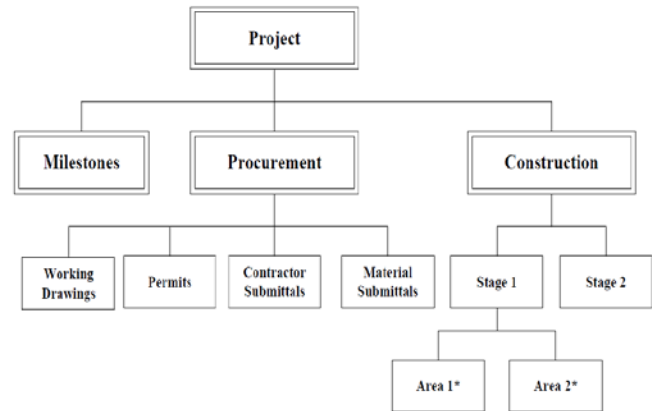 Project
Milestones
Procurement
Construction
Working
Drawings
Permits
Contractor
Submittals
Material
Submittals
Stage 1
Stage 2
Area 1*
Area 2*